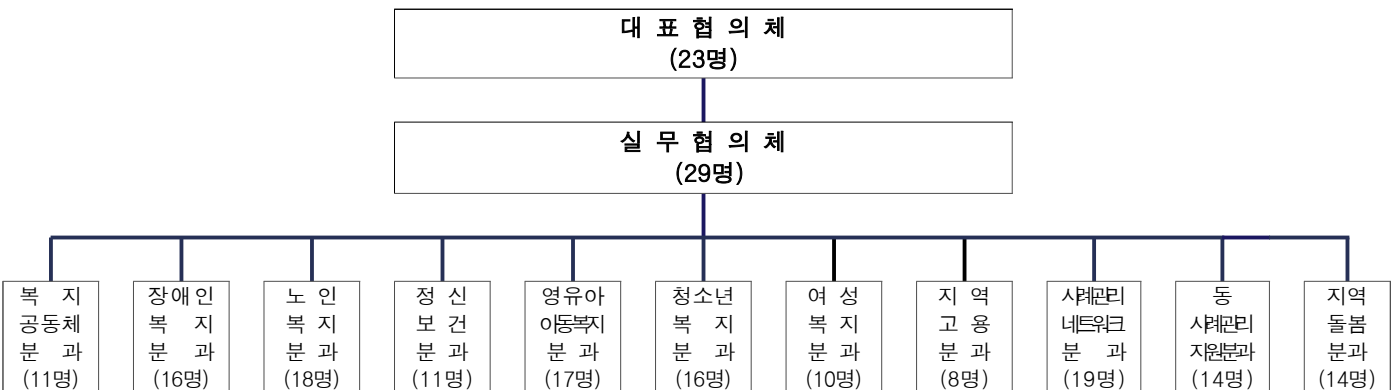 대 표 협 의 체
(23명)
실 무 협 의 체
(29명)
복 지
공동체
분 과
(11명)
장애인
복 지
분 과
(16명)
노 인
복 지
분 과
(18명)
정 신
보 건
분 과
(11명)
영유아
아동복지
분 과
(17명)
청소년
복 지
분 과
(16명)
여 성
복 지
분 과
(10명)
지 역
고 용
분 과
(8명)
사례관리
네트워크
분 과
(19명)
동
사례관리
지원분과
(14명)
지역
돌봄
분과
(14명)